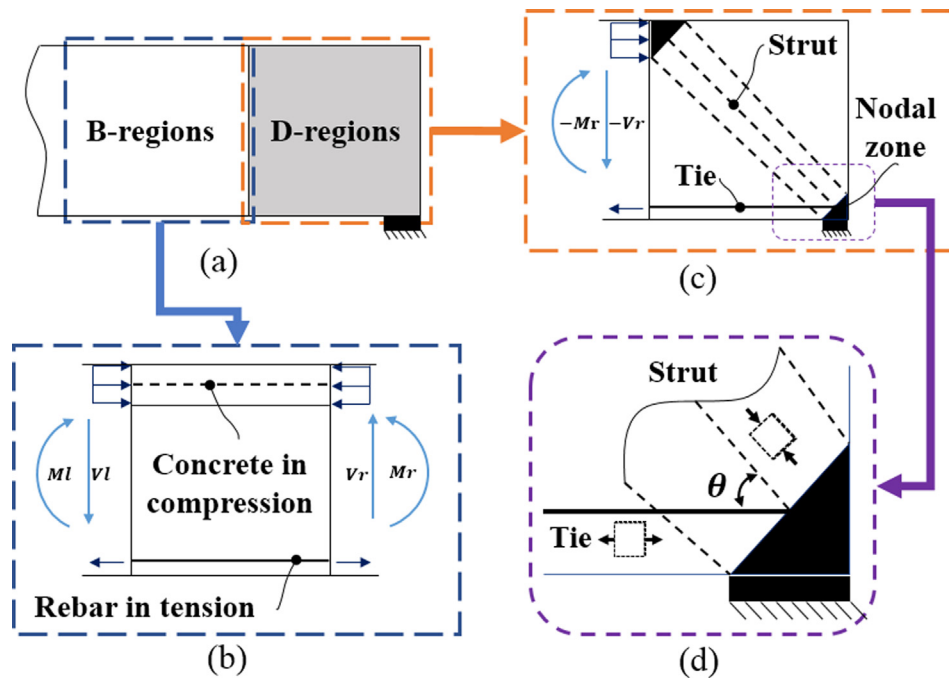 B-regions
D-regions
(a)
Strut
Nodal
zone
-Mr
-Vr
Tie
(c)
Ml
Vl
Concrete in
compression
Vr
Mr
Rebar in tension
(b)
Strut
θ
Tie
(d)